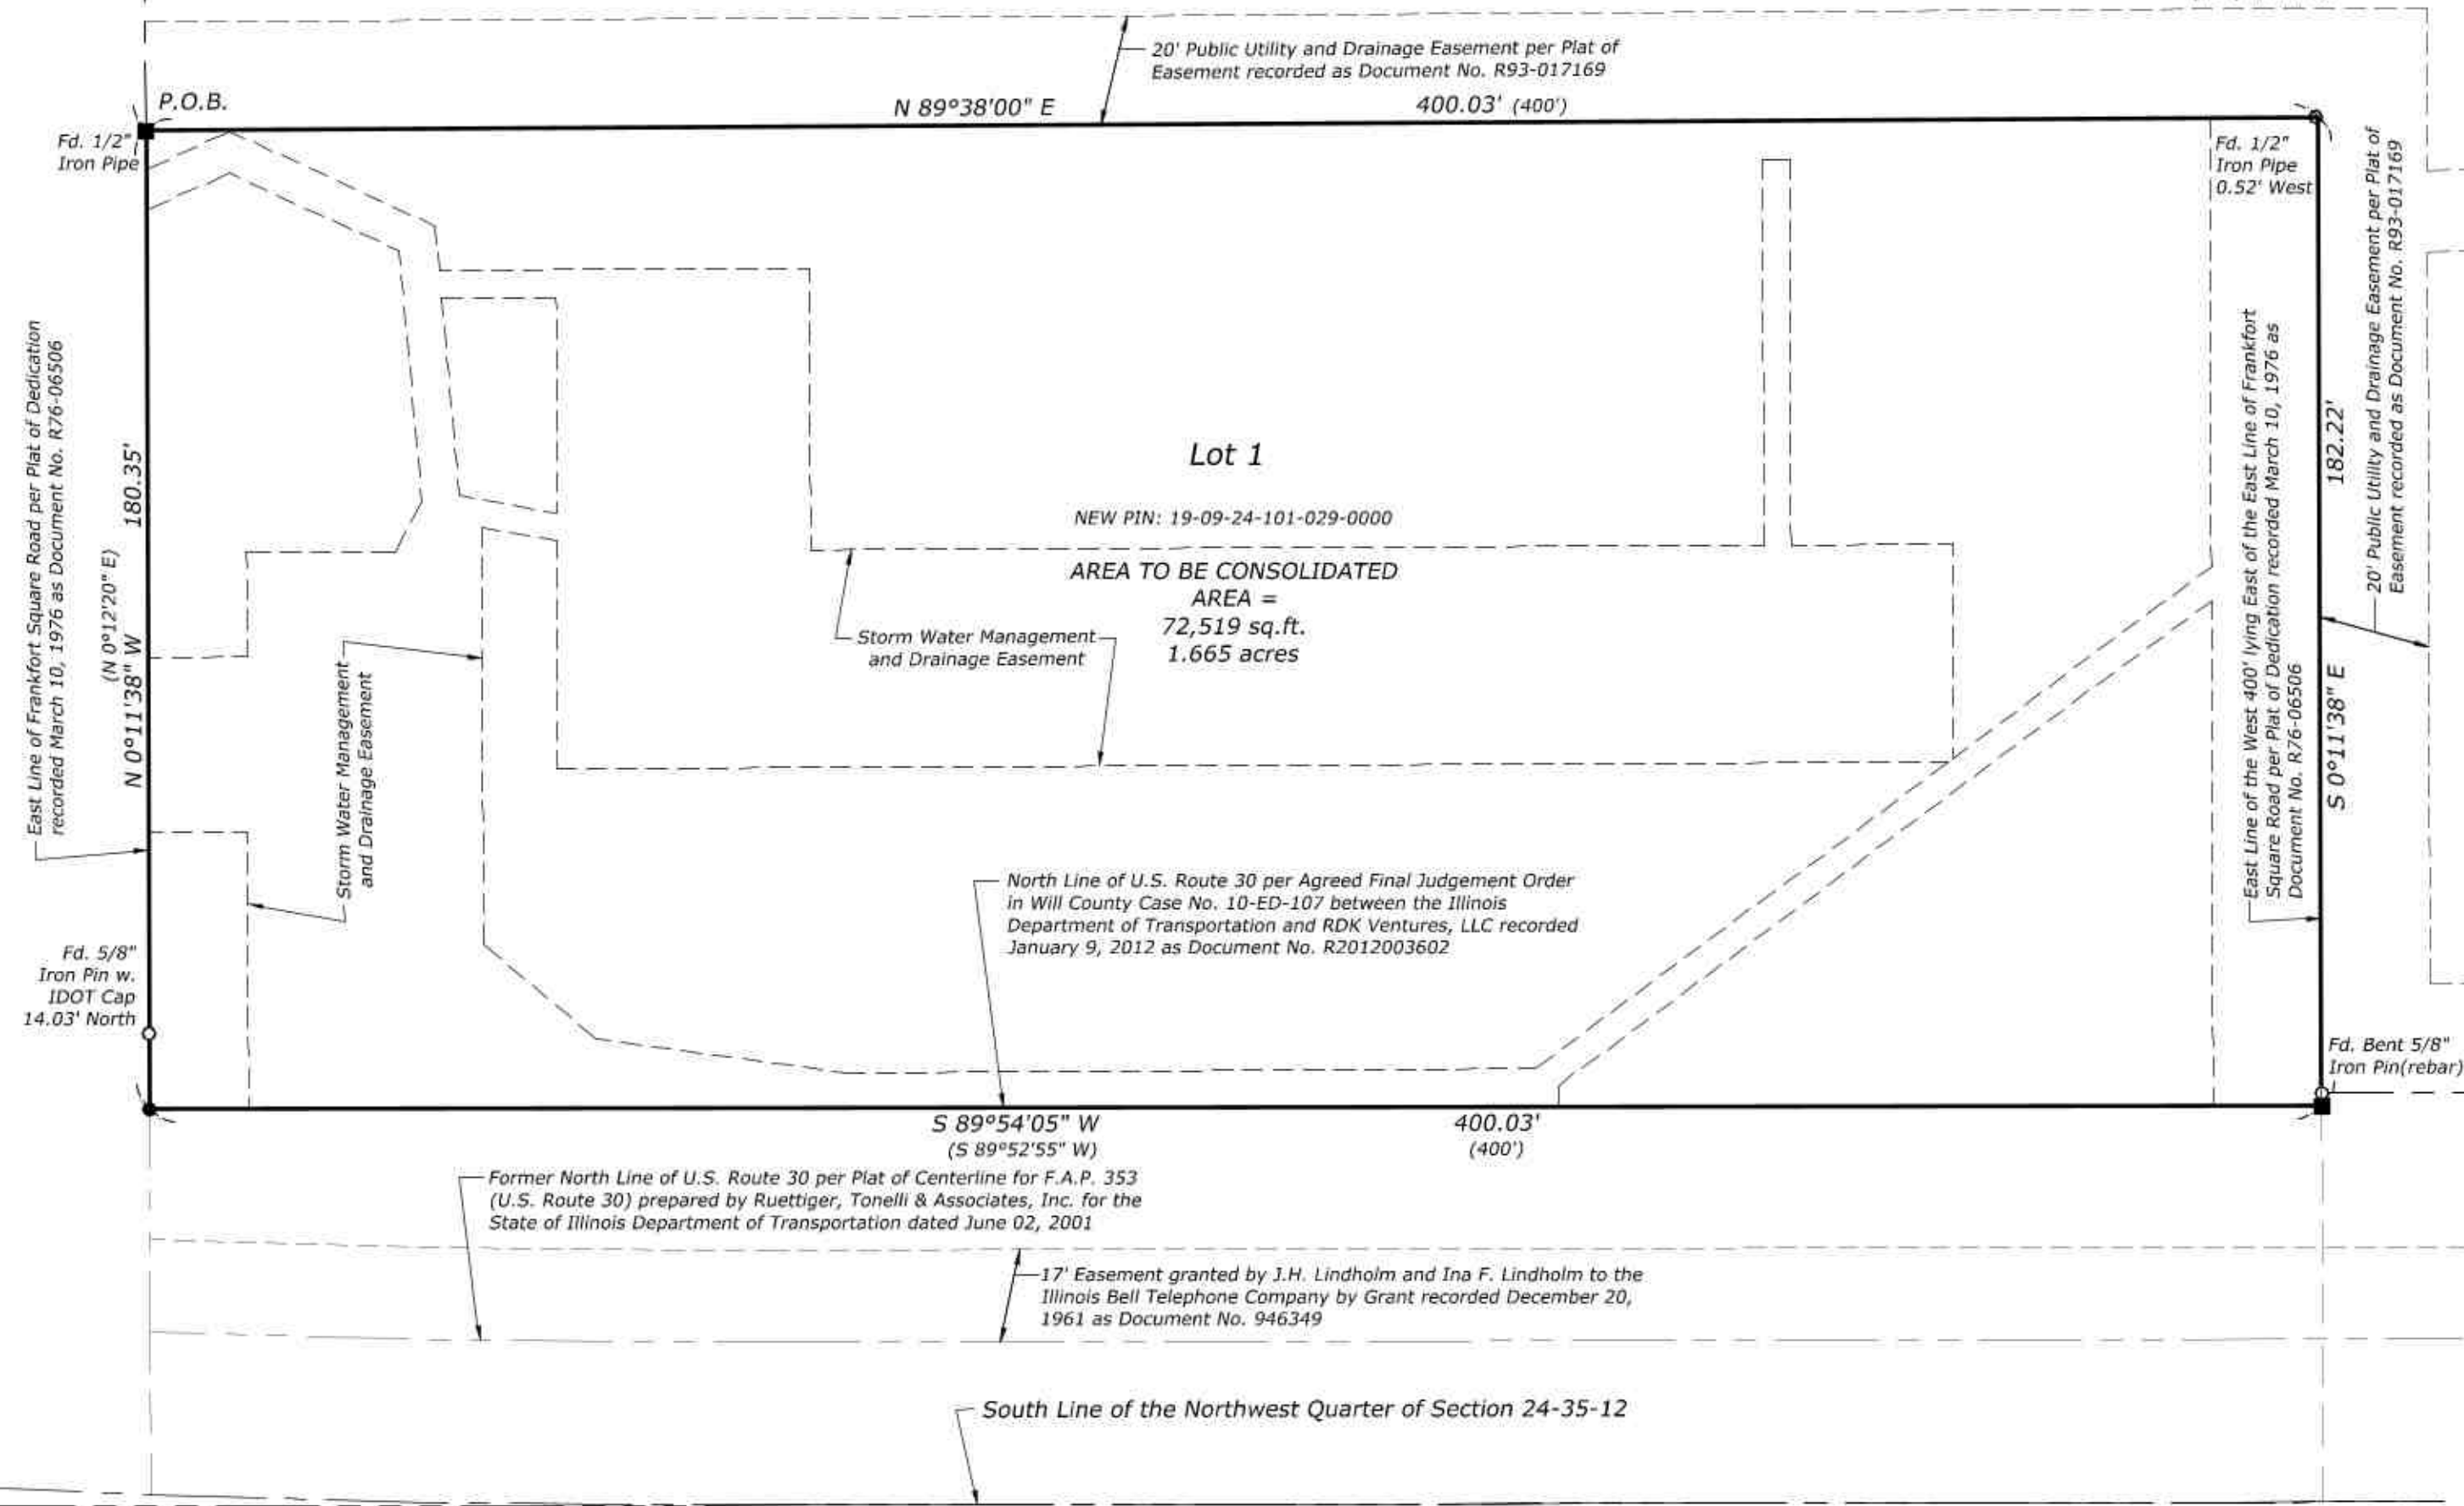 20' Public Utility and Drainage Easement per Plat of
Easement recorded as Document No. R93-017169
P.O.B.
N 89°38'00" E
400.03' (400')
Fd. 1/2"
Iron Pipe
Fd. 1/2"
Iron Pipe
0.52' West
20' Public Utility and Drainage Easement per Plat of
Easement recorded as Document No. R93-017169
East Line of Frankfort Square Road per Plat of Dedication
recorded March 10, 1976 as Document No. R76-06506
180.35'
(N 0°12'20" E)
N 0°11'38" W
Lot 1
NEW PIN: 19-09-24-101-029-0000
AREA TO BE CONSOLIDATED
AREA =
72,519 sq.ft.
1.665 acres
Storm Water Management
and Drainage Easement
Storm Water Management
and Drainage Easement
East Line of the West 400' lying East of the East Line of Frankfort
Square Road per Plat of Dedication recorded March 10, 1976 as
Document No. R76-06506
182.22'
S 0°11'38" E
North Line of U.S. Route 30 per Agreed Final Judgement Order
in Will County Case No. 10-ED-107 between the Illinois
Department of Transportation and RDK Ventures, LLC recorded
January 9, 2012 as Document No. R2012003602
Fd. 5/8"
Iron Pin w.
IDOT Cap
14.03' North
Fd. Bent 5/8"
Iron Pin(rebar)
S 89°54'05" W
(S 89°52'55" W)
400.03'
(400')
Former North Line of U.S. Route 30 per Plat of Centerline for F.A.P. 353
(U.S. Route 30) prepared by Ruettiger, Tonelli & Associates, Inc. for the
State of Illinois Department of Transportation dated June 02, 2001
17' Easement granted by J.H. Lindholm and Ina F. Lindholm to the
Illinois Bell Telephone Company by Grant recorded December 20,
1961 as Document No. 946349
South Line of the Northwest Quarter of Section 24-35-12